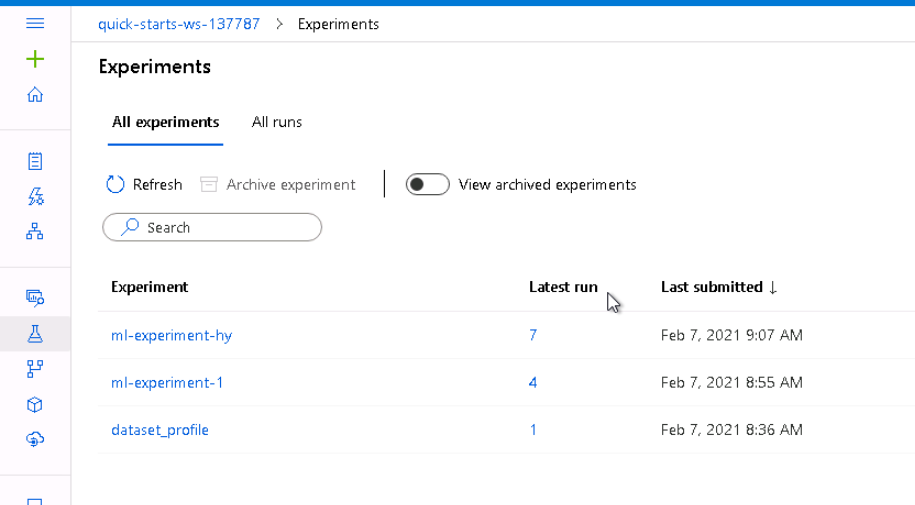 quick-starts-ws-137787 > Experiments
Experiments
All experiments All runs
Refresh Archive experiment View archived experiments
Search
Experiment Latest run Last submitted ↓
ml-experiment-hy 7 Feb 7, 2021 9:07 AM
ml-experiment-1 4 Feb 7, 2021 8:55 AM
dataset_profile 1 Feb 7, 2021 8:36 AM